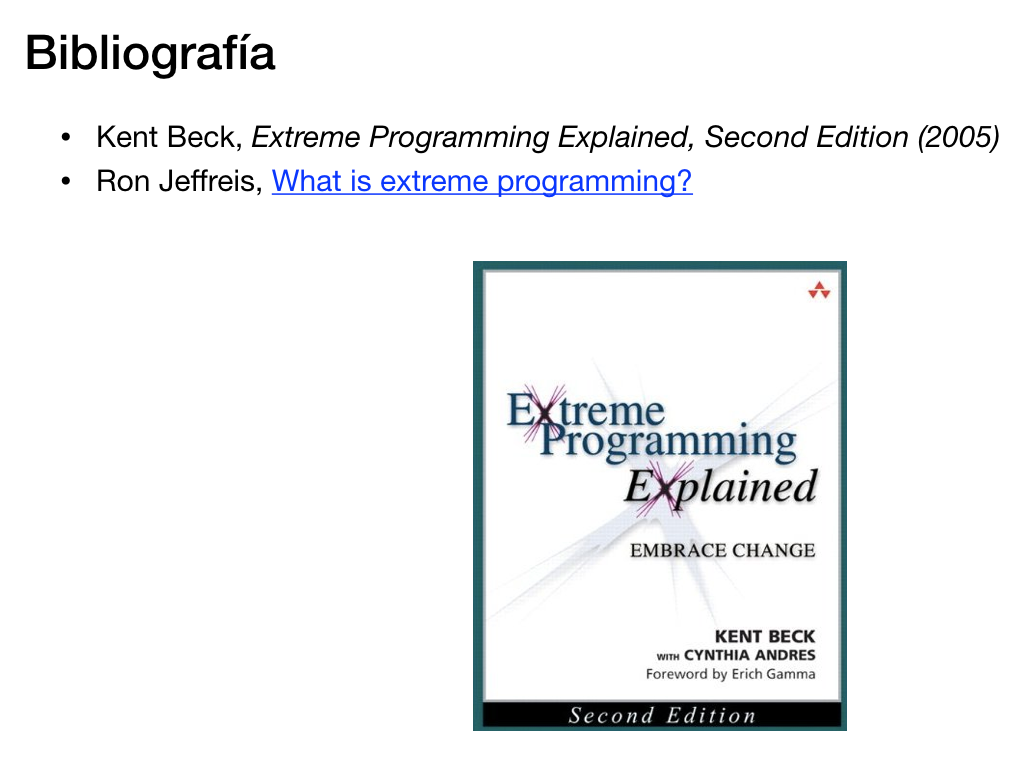 Bibliografía
• Kent Beck, Extreme Programming Explained, Second Edition (2005)
• Ron Jeffreis, What is extreme programming?
Extreme
Programming
Explained
EMBRACE CHANGE
KENT BECK
WITH CYNTHIA ANDRES
Foreword by Erich Gamma
Second Edition